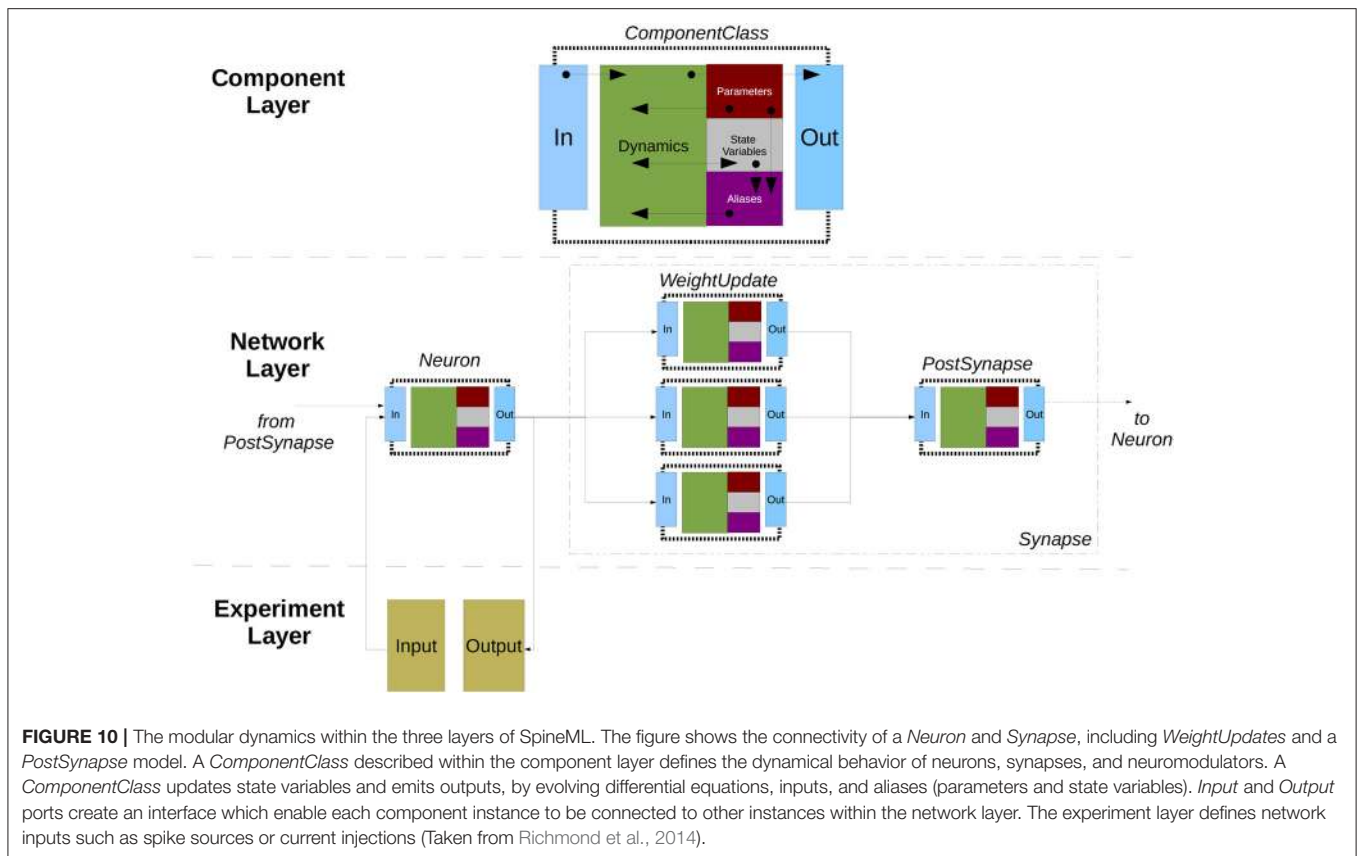 ComponentClass
Component
Layer
In
Dynamics
Parameters
State
Variables
Aliases
Out
WeightUpdate
In
Out
Network
Layer
Neuron
PostSynapse
from
PostSynapse
In
Out
In
Out
In
Out
to
Neuron
In
Out
Synapse
Experiment
Layer
Input
Output
FIGURE 10 | The modular dynamics within the three layers of SpineML. The figure shows the connectivity of a Neuron and Synapse, including WeightUpdates and a
PostSynapse model. A ComponentClass described within the component layer defines the dynamical behavior of neurons, synapses, and neuromodulators. A
ComponentClass updates state variables and emits outputs, by evolving differential equations, inputs, and aliases (parameters and state variables). Input and Output
ports create an interface which enable each component instance to be connected to other instances within the network layer. The experiment layer defines network
inputs such as spike sources or current injections (Taken from Richmond et al., 2014).